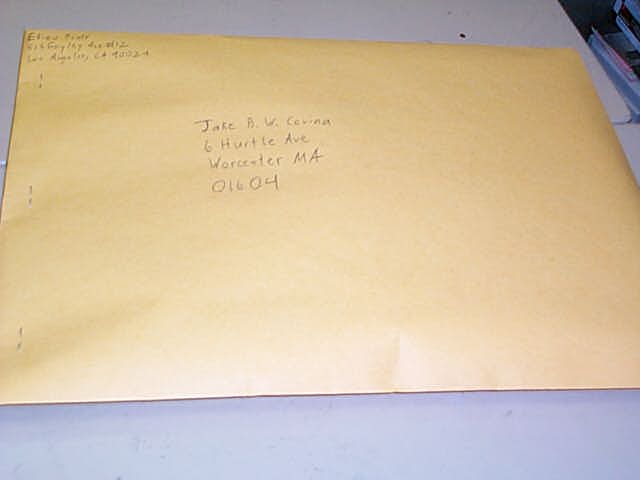 Los Angeles, CA 90024
Jake B. W. Covina
6 Hurtle Ave
Worcester MA
01604